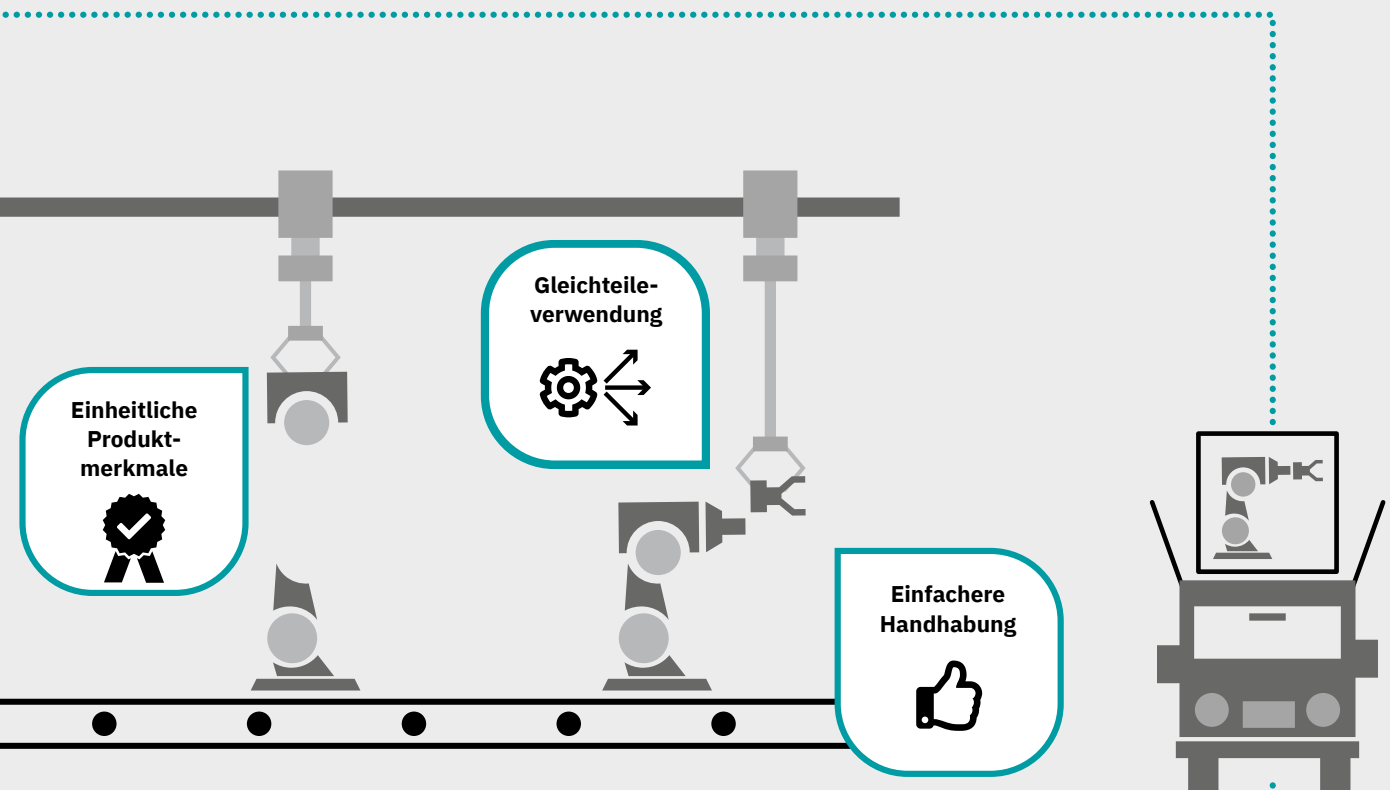 Einheitliche
Produkt-
merkmale
Gleichteile-
verwendung
Einfachere
Handhabung